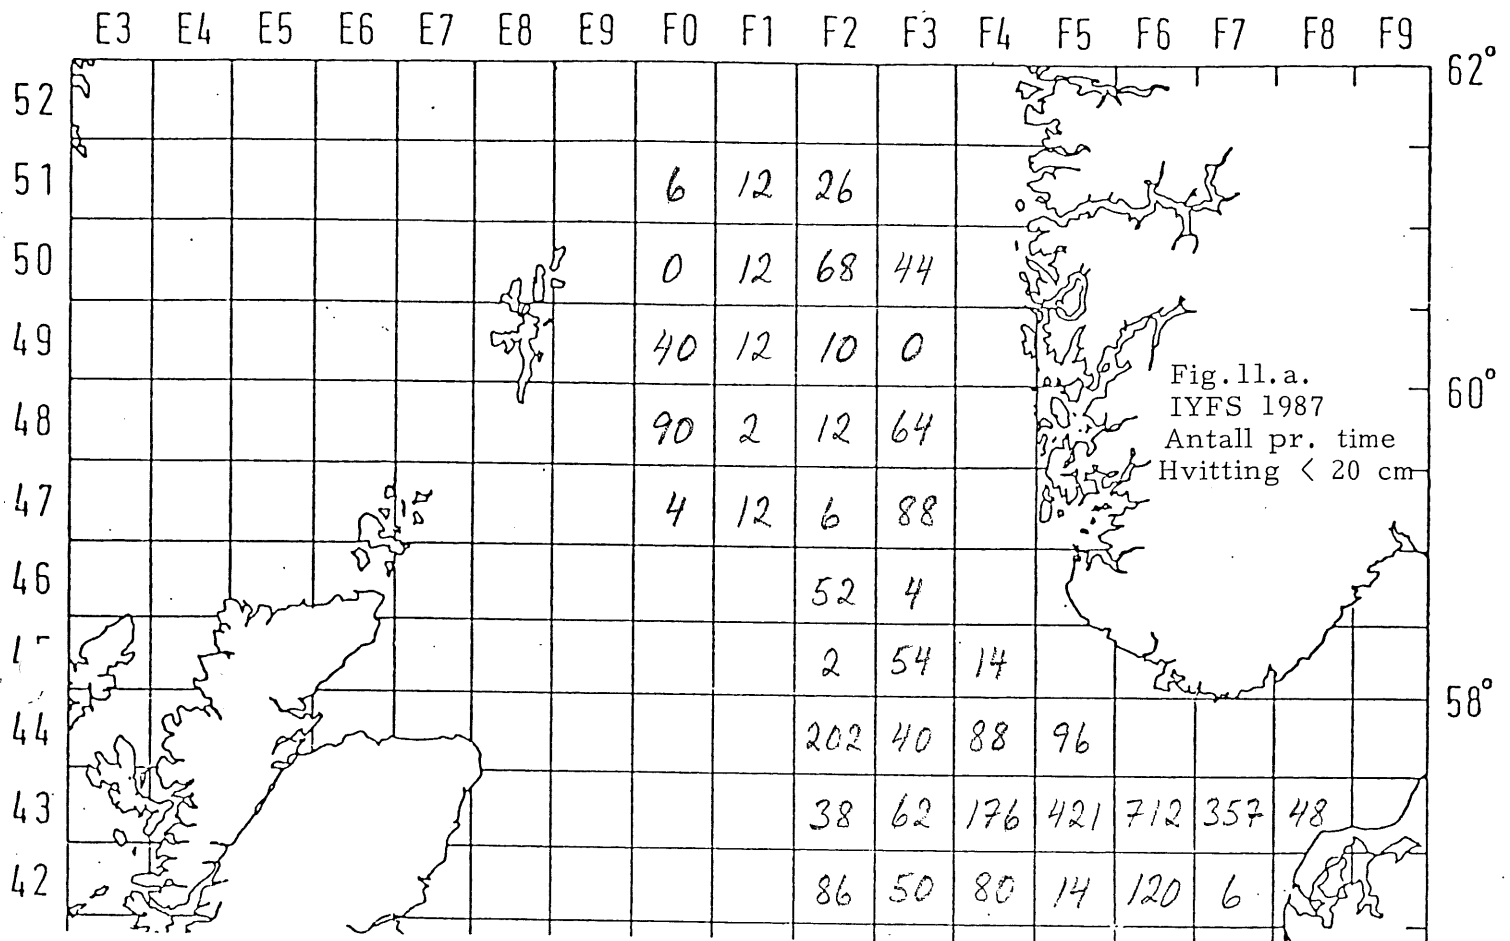 E3 E4 E5 E6 E7 E8 E9 F0 F1 F2 F3 F4 F5 F6 F7 F8 F9
62°
52
51 6 12 26
50 0 12 68 44
49 40 12 10 0
Fig.11.a.
IYFS 1987
Antall pr. time
Hvitting < 20 cm
60°
48 90 2 12 64
47 4 12 6 88
46 52 4
2 54 14
58°
44 202 40 88 96
43 38 62 176 421 712 357 48
42 86 50 80 14 120 6